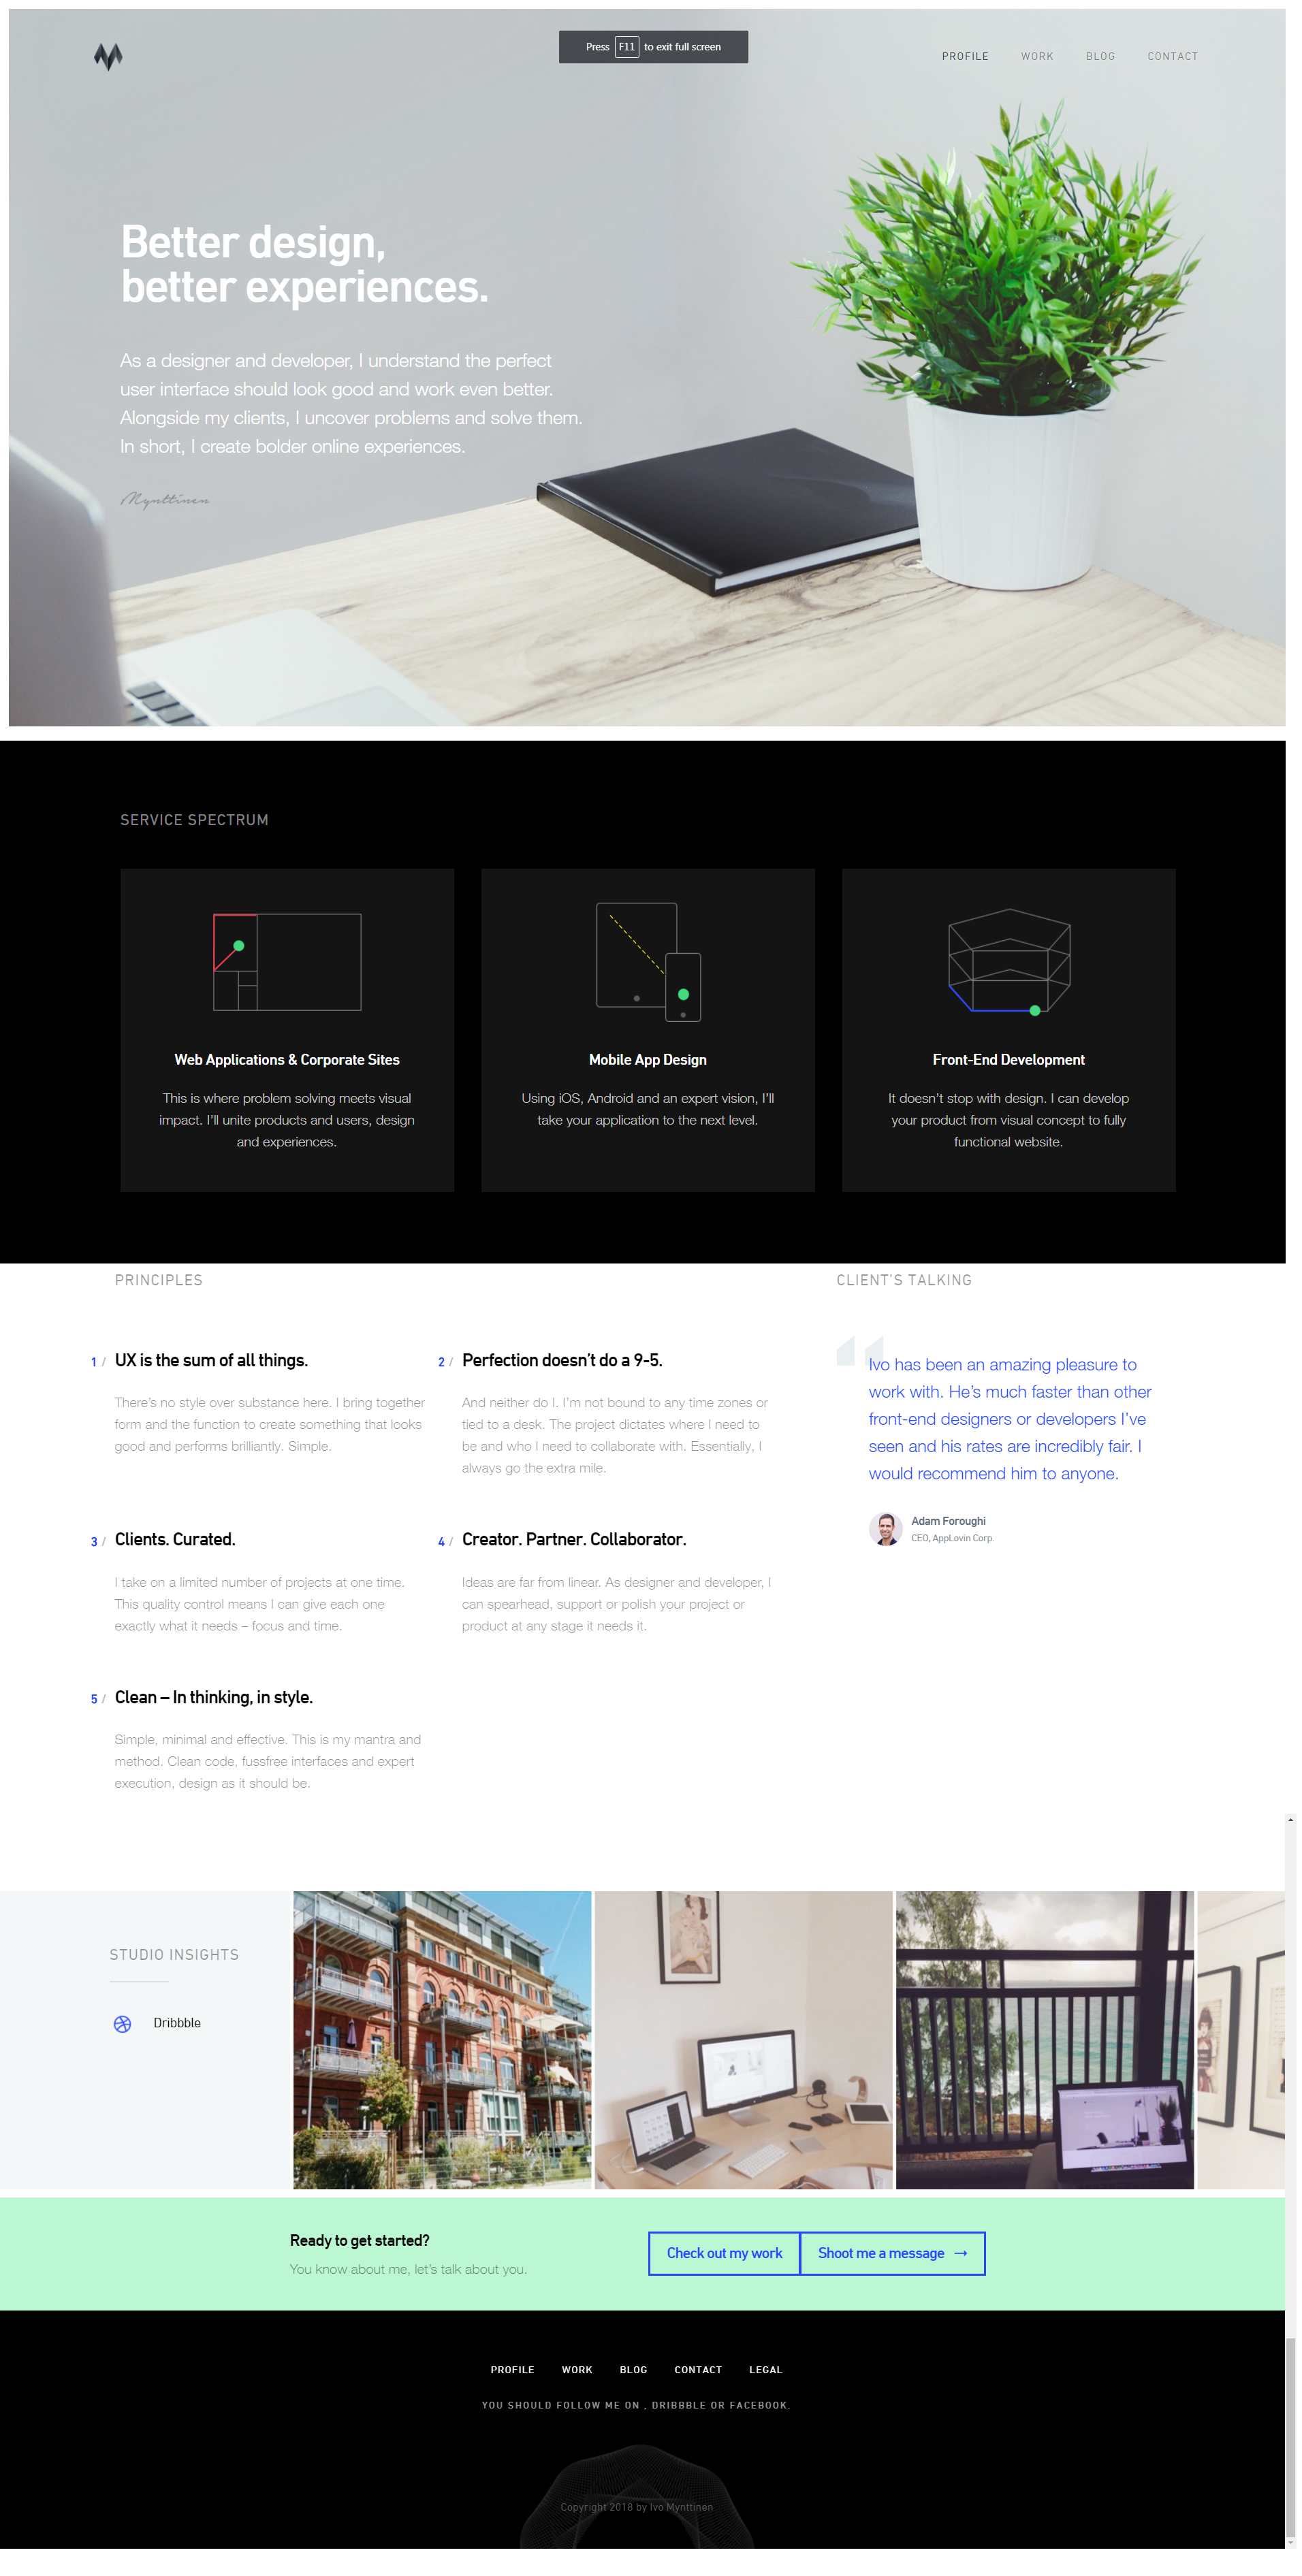 Press F11 to exit full screen
PROFILE WORK BLOG CONTACT
Better design,
better experiences.
As a designer and developer, I understand the perfect
user interface should look good and work even better.
Alongside my clients, I uncover problems and solve them.
In short, I create bolder online experiences.
Mynttinen
SERVICE SPECTRUM
Web Applications & Corporate Sites
This is where problem solving meets visual
impact. I'll unite products and users, design
and experiences.
Mobile App Design
Using iOS, Android and an expert vision, I'll
take your application to the next level.
Front-End Development
It doesn't stop with design. I can develop
your product from visual concept to fully
functional website.
PRINCIPLES
1 / UX is the sum of all things.
There's no style over substance here. I bring together
form and the function to create something that looks
good and performs brilliantly. Simple.
2 / Perfection doesn't do a 9-5.
And neither do I. I'm not bound to any time zones or
tied to a desk. The project dictates where I need to
be and who I need to collaborate with. Essentially, I
always go the extra mile.
3 / Clients. Curated.
I take on a limited number of projects at one time.
This quality control means I can give each one
exactly what it needs – focus and time.
4 / Creator. Partner. Collaborator.
Ideas are far from linear. As designer and developer, I
can spearhead, support or polish your project or
product at any stage it needs it.
5 / Clean – In thinking, in style.
Simple, minimal and effective. This is my mantra and
method. Clean code, fussfree interfaces and expert
execution, design as it should be.
CLIENT'S TALKING
Ivo has been an amazing pleasure to
work with. He's much faster than other
front-end designers or developers I've
seen and his rates are incredibly fair. I
would recommend him to anyone.
Adam Foroughi
CEO, AppLovin Corp.
STUDIO INSIGHTS
Dribbble
Ready to get started?
You know about me, let's talk about you.
Check out my work
Shoot me a message →
PROFILE WORK BLOG CONTACT LEGAL
YOU SHOULD FOLLOW ME ON , DRIBBBLE OR FACEBOOK.
Copyright 2018 by Ivo Mynttinen